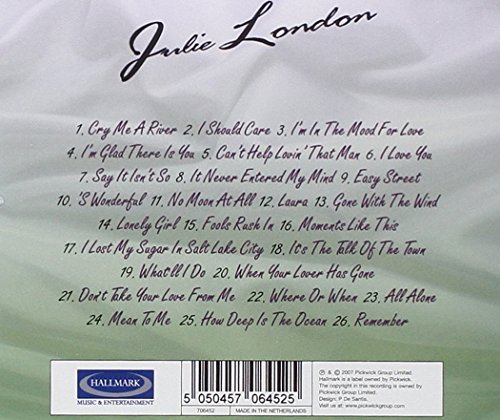 Julie London
1. Cry Me A River 2. I Should Care 3. I'm In The Mood For Love
4. I'm Glad There Is You 5. Can't Help Lovin' That Man 6. I Love You
7. Say It Isn't So 8. It Never Entered My Mind 9. Easy Street
10. 'S Wonderful 11. No Moon At All 12. Laura 13. Gone With The Wind
14. Lonely Girl 15. Fools Rush In 16. Moments Like This
17. I Lost My Sugar In Salt Lake City 18. It's The Talk Of The Town
19. What'll I Do 20. When Your Lover Has Gone
21. Don't Take Your Love From Me 22. Where Or When 23. All Alone
24. Mean To Me 25. How Deep Is The Ocean 26. Remember
HALLMARK
MUSIC & ENTERTAINMENT
5 050457 064525
706452 MADE IN THE NETHERLANDS
℗ & © 2007 Pickwick Group Limited.
Hallmark is a label owned by Pickwick.
The copyright in this recording is
owned by Pickwick Group Limited.
Design: P De Santis.
Visit us at: www.pickwickgroup.com